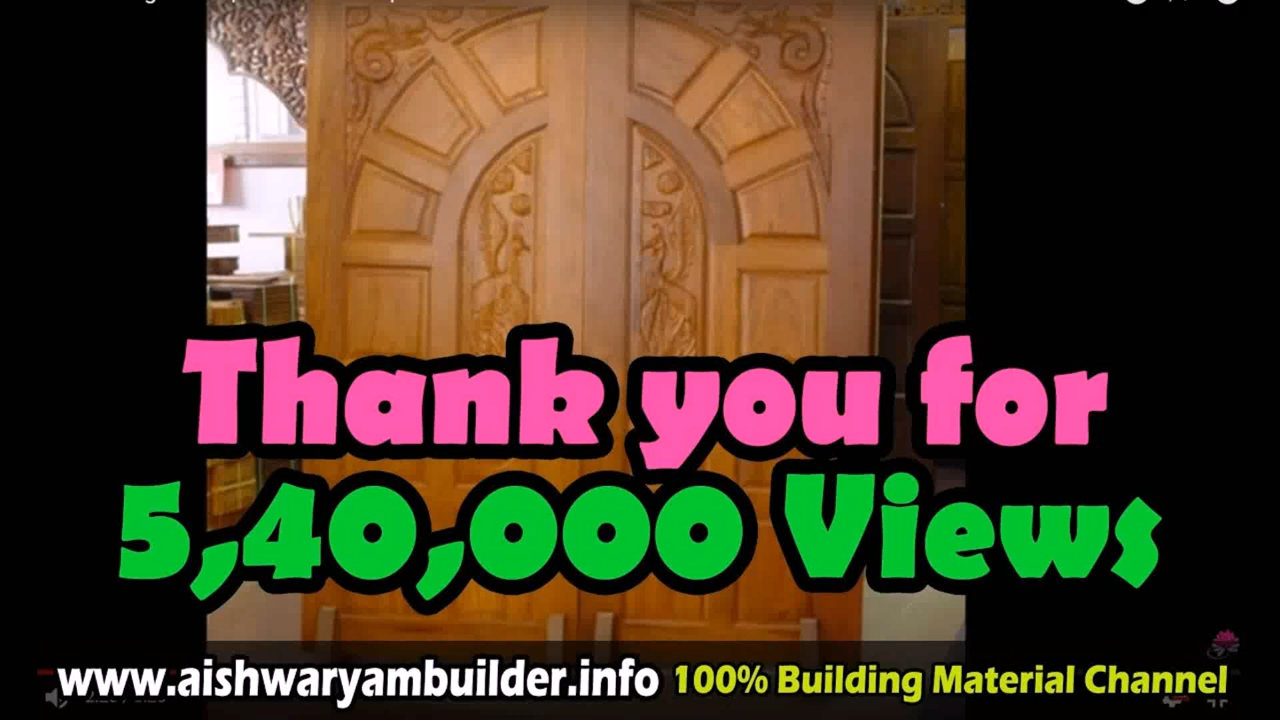 Thank you for
5,40,000 Views
www.aishwaryambuilder.info 100% Building Material Channel